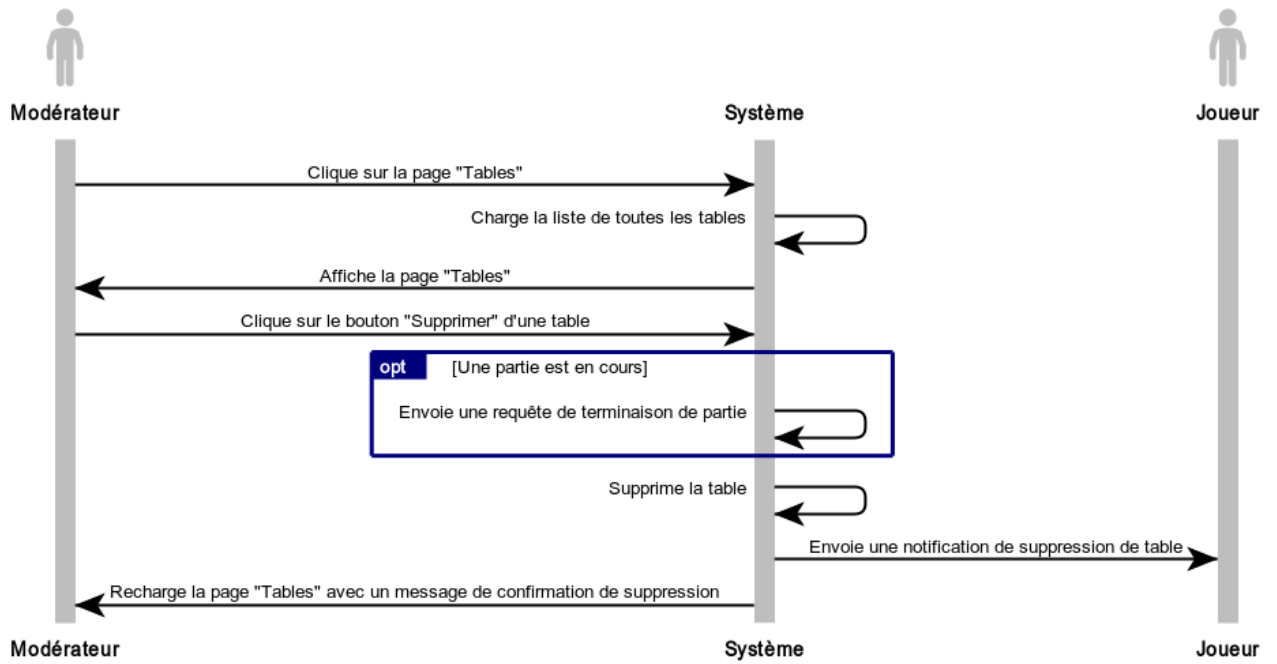 Modérateur
Système
Joueur
Clique sur la page "Tables"
Charge la liste de toutes les tables
Affiche la page "Tables"
Clique sur le bouton "Supprimer" d'une table
opt
[Une partie est en cours]
Envoie une requête de terminaison de partie
Supprime la table
Envoie une notification de suppression de table
Recharge la page "Tables" avec un message de confirmation de suppression
Modérateur
Système
Joueur